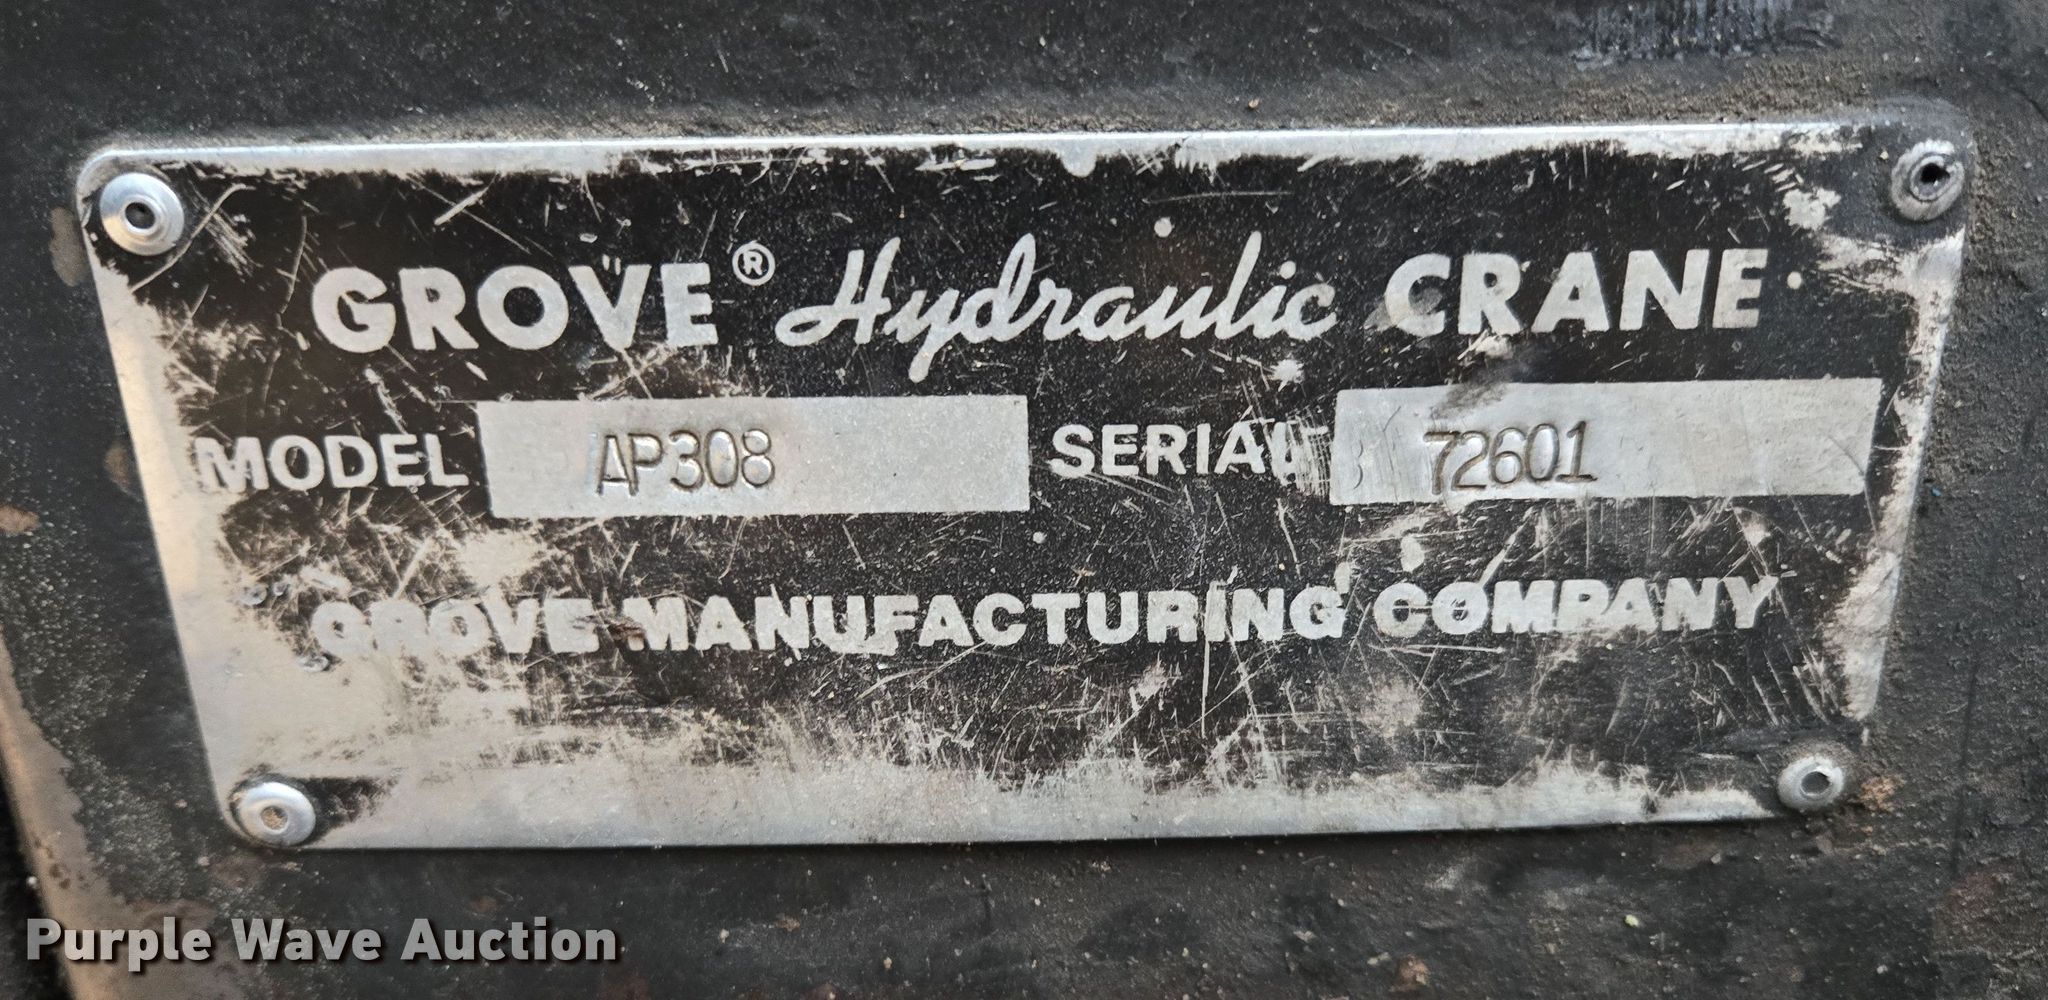 GROVE® Hydraulic CRANE
MODEL AP308 SERIAL 72601
GROVE MANUFACTURING COMPANY
Purple Wave Auction